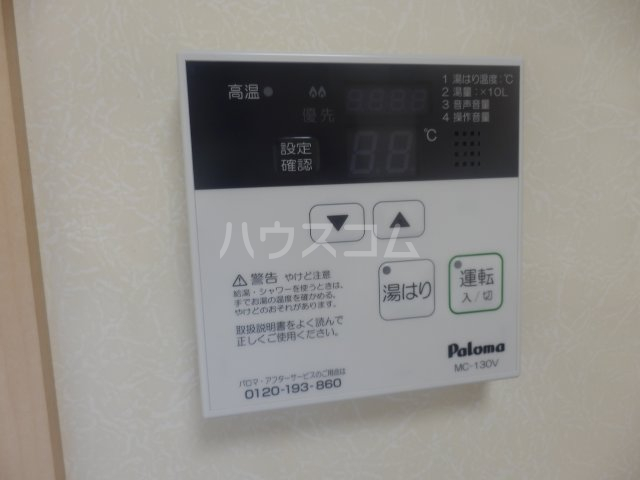 高温
優先
1 湯はり温度:℃
2 湯量:×10L
3 音声音量
4 操作音量
設定
確認
℃
▼ ▲
ハウスコム
警告 やけど注意
給湯・シャワーを使うときは、
手でお湯の温度を確かめる。
やけどのおそれがあります。
取扱説明書をよく読んで
正しくご使用ください。
湯はり
運転
入/切
Paloma
MC-130V
パロマ・アフターサービスのご用命は
0120-193-860